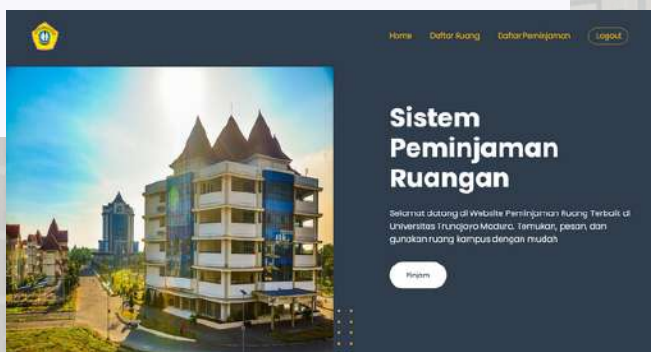 Home Daftar Ruang Daftar Peminjaman Logout
Sistem
Peminjaman
Ruangan
Selamat datang di Website Peminjaman Ruang Terbaik di
Universitas Trunojoyo Madura. Temukan, pesan, dan
gunakan ruang kampus dengan mudah
Pinjam